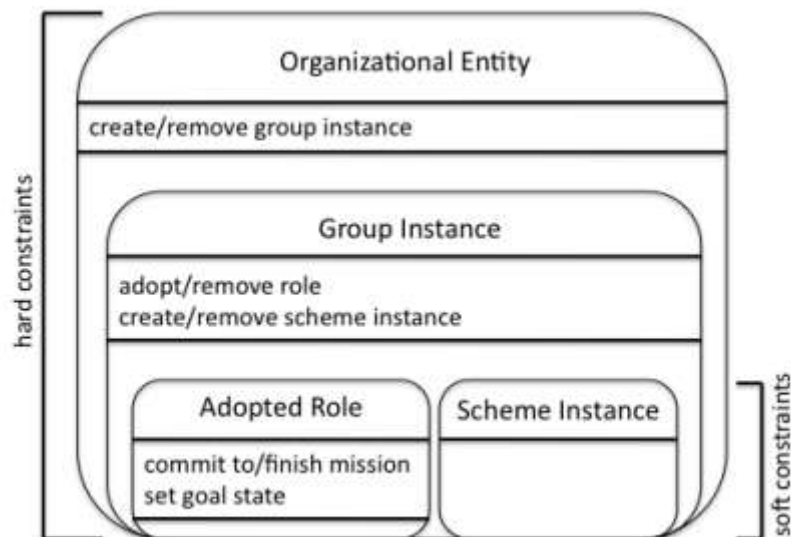 Organizational Entity
create/remove group instance
hard constraints
Group Instance
adopt/remove role
create/remove scheme instance
Adopted Role
Scheme Instance
commit to/finish mission
set goal state
soft constraints